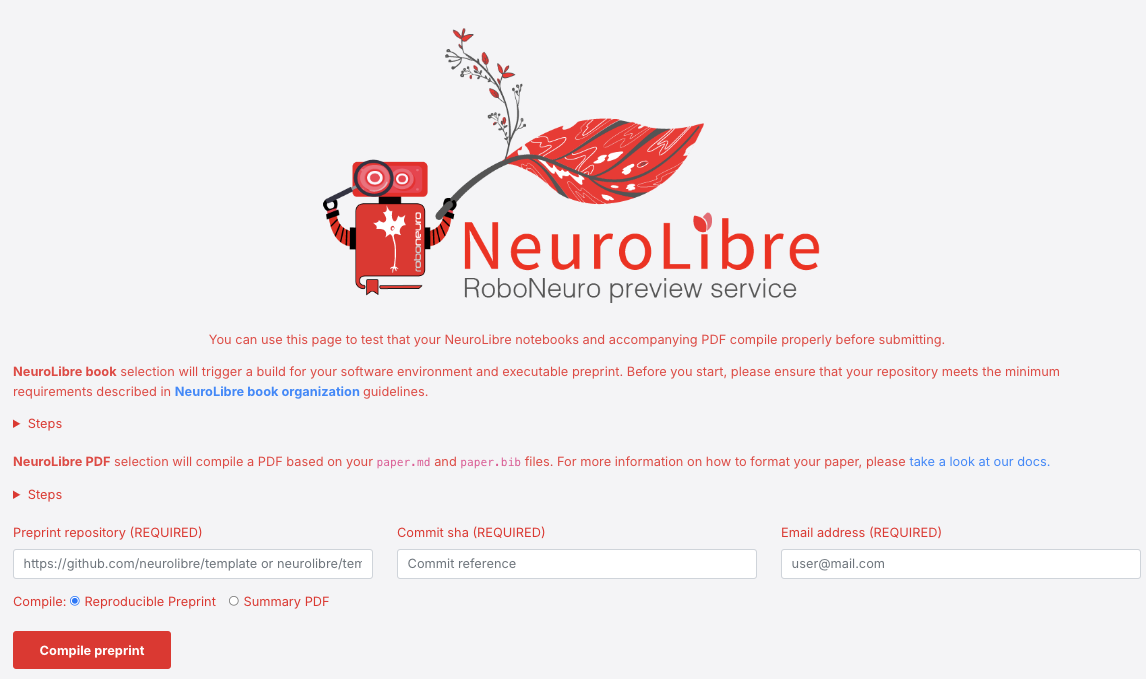 roboneuro
NeuroLibre
RoboNeuro preview service
You can use this page to test that your NeuroLibre notebooks and accompanying PDF compile properly before submitting.
NeuroLibre book selection will trigger a build for your software environment and executable preprint. Before you start, please ensure that your repository meets the minimum
requirements described in NeuroLibre book organization guidelines.
Steps
NeuroLibre PDF selection will compile a PDF based on your paper.md and paper.bib files. For more information on how to format your paper, please take a look at our docs.
Steps
Preprint repository (REQUIRED) Commit sha (REQUIRED) Email address (REQUIRED)
https://github.com/neurolibre/template or neurolibre/tem Commit reference user@mail.com
Compile: Reproducible Preprint Summary PDF
Compile preprint